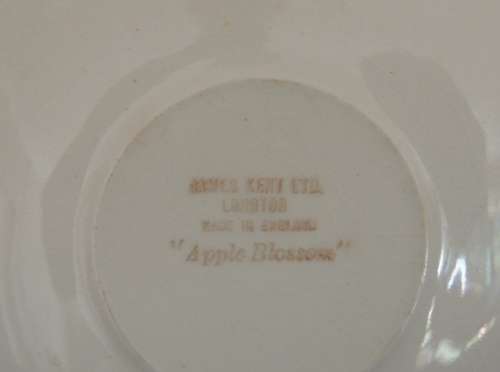 JAMES KENT LTD.
LONGTON
MADE IN ENGLAND
"Apple Blossom"